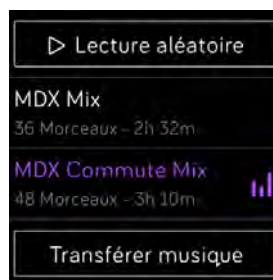 Lecture aléatoire
MDX Mix
36 Morceaux – 2h 32m
MDX Commute Mix
48 Morceaux – 3h 10m
Transférer musique